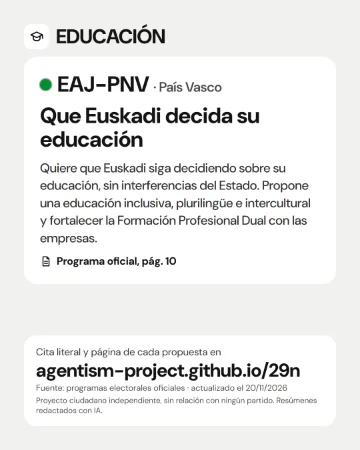 EDUCACIÓN
EAJ-PNV · País Vasco
Que Euskadi decida su
educación
Quiere que Euskadi siga decidiendo sobre su
educación, sin interferencias del Estado. Propone
una educación inclusiva, plurilingüe e intercultural
y fortalecer la Formación Profesional Dual con las
empresas.
Programa oficial, pág. 10
Cita literal y página de cada propuesta en
agentism-project.github.io/29n
Fuente: programas electorales oficiales · actualizado el 20/11/2026
Proyecto ciudadano independiente, sin relación con ningún partido. Resúmenes
redactados con IA.